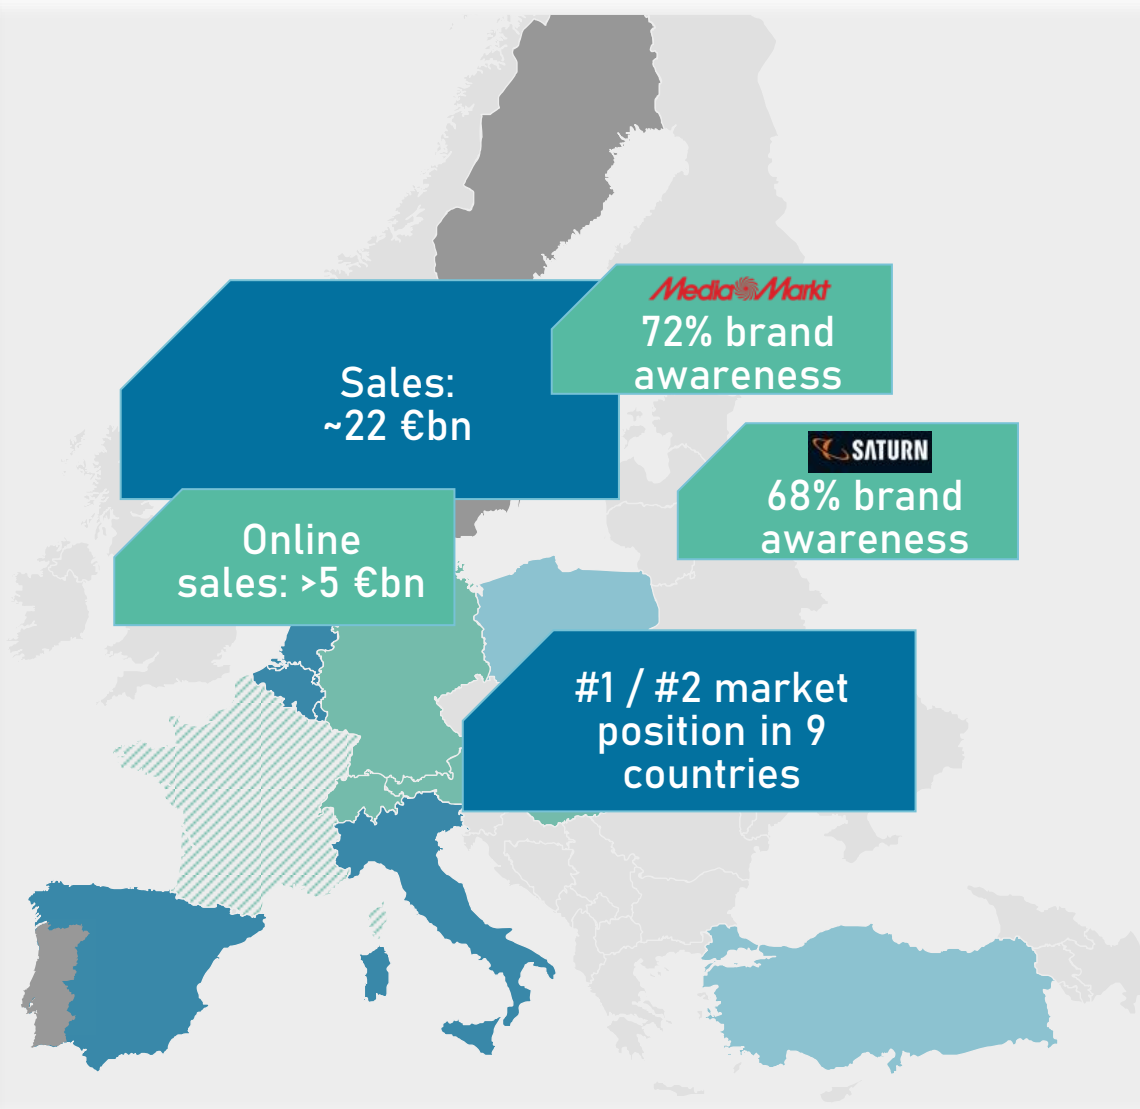 MediaMarkt
72% brand
awareness
Sales:
~22 €bn
SATURN
68% brand
awareness
Online
sales: >5 €bn
#1 / #2 market
position in 9
countries